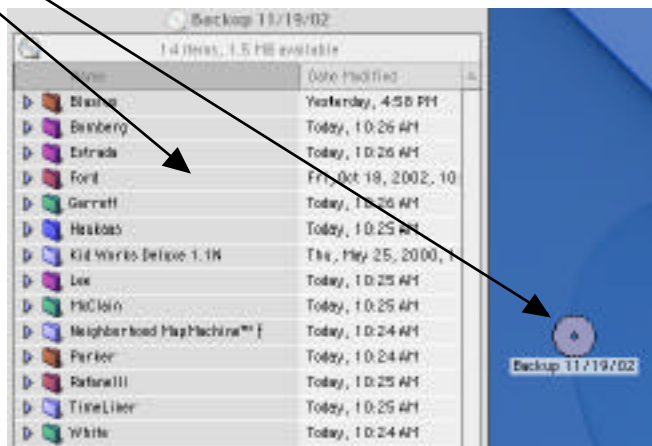 Backup 11/19/02
14 items, 1.5 MB available
Name Date Modified
Yesterday, 4:58 PM
Bamberg Today, 10:26 AM
Estrada Today, 10:26 AM
Ford Fri, Oct 18, 2002, 10
Garrett Today, 10:26 AM
Today, 10:25 AM
Kid Works Deluxe 1.1N Thu, May 25, 2000, 1
Lee Today, 10:25 AM
McClain Today, 10:25 AM
Neighborhood MapMachine™ Today, 10:24 AM
Parker Today, 10:24 AM
Rafanelli Today, 10:25 AM
TimeLiner Today, 10:25 AM
White Today, 10:24 AM
Backup 11/19/02